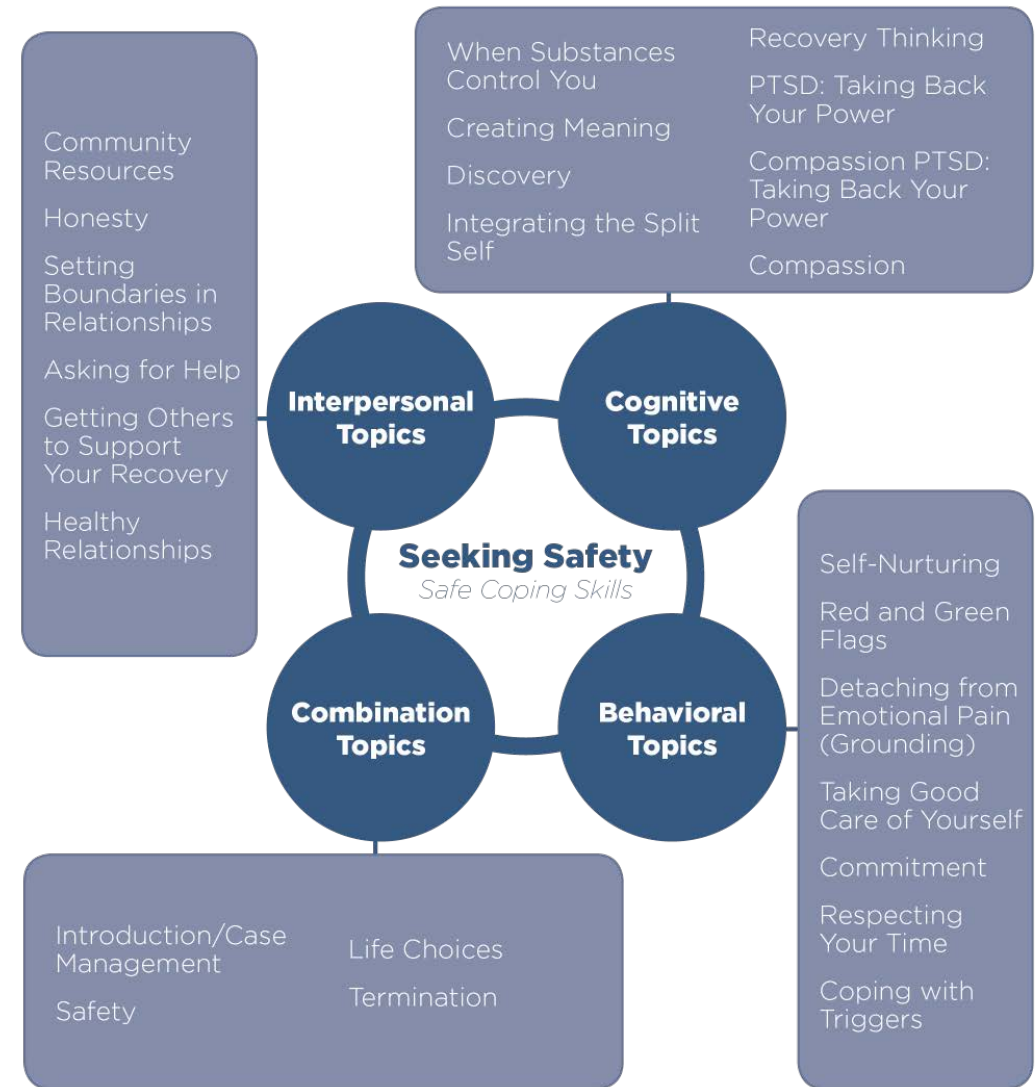 When Substances
Control You
Creating Meaning
Discovery
Integrating the Split
Self
Recovery Thinking
PTSD: Taking Back
Your Power
Compassion PTSD:
Taking Back Your
Power
Compassion
Community
Resources
Honesty
Setting
Boundaries in
Relationships
Asking for Help
Getting Others
to Support
Your Recovery
Healthy
Relationships
Interpersonal
Topics
Cognitive
Topics
Seeking Safety
Safe Coping Skills
Combination
Topics
Behavioral
Topics
Self-Nurturing
Red and Green
Flags
Detaching from
Emotional Pain
(Grounding)
Taking Good
Care of Yourself
Commitment
Respecting
Your Time
Coping with
Triggers
Introduction/Case
Management
Safety
Life Choices
Termination